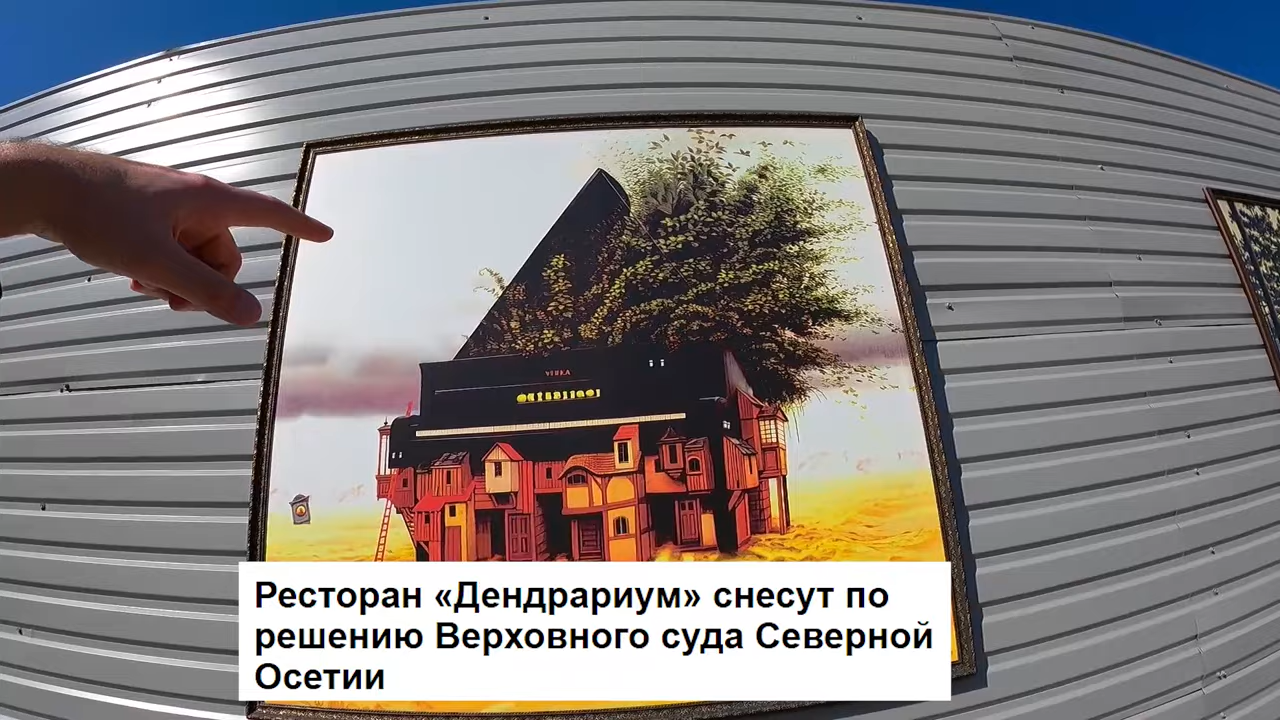 Ресторан «Дендрариум» снесут по
решению Верховного суда Северной
Осетии